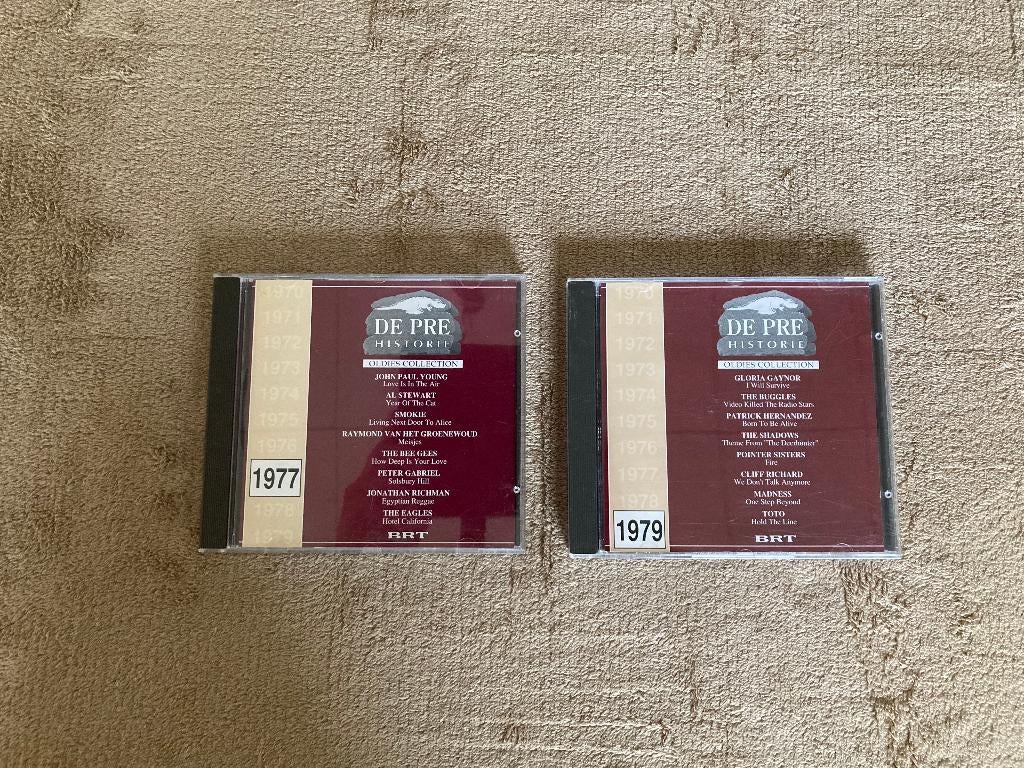 1970
1971
1972
1973
1974
1975
1976
1977
1978
1979
DE PRE
HISTORIE
OLDIES COLLECTION
JOHN PAUL YOUNG
Love Is In The Air
AL STEWART
Year Of The Cat
SMOKIE
Living Next Door To Alice
RAYMOND VAN HET GROENEWOUD
Meisjes
THE BEE GEES
How Deep Is Your Love
PETER GABRIEL
Solsbury Hill
JONATHAN RICHMAN
Egyptian Reggae
THE EAGLES
Hotel California
BRT
1970
1971
1972
1973
1974
1975
1976
1977
1978
1979
DE PRE
HISTORIE
OLDIES COLLECTION
GLORIA GAYNOR
I Will Survive
THE BUGGLES
Video Killed The Radio Stars
PATRICK HERNANDEZ
Born To Be Alive
THE SHADOWS
Theme From "The Deerhunter"
POINTER SISTERS
Fire
CLIFF RICHARD
We Don't Talk Anymore
MADNESS
One Step Beyond
TOTO
Hold The Line
BRT